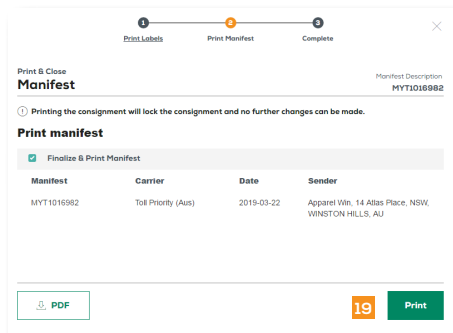 1 2 3
Print Labels Print Manifest Complete
Print & Close
Manifest
Manifest Description
MYT1016982
! Printing the consignment will lock the consignment and no further changes can be made.
Print manifest
Finalize & Print Manifest
Manifest Carrier Date Sender
MYT1016982 Toll Priority (Aus) 2019-03-22 Apparel Win, 14 Atlas Place, NSW,
WINSTON HILLS, AU
PDF 19 Print